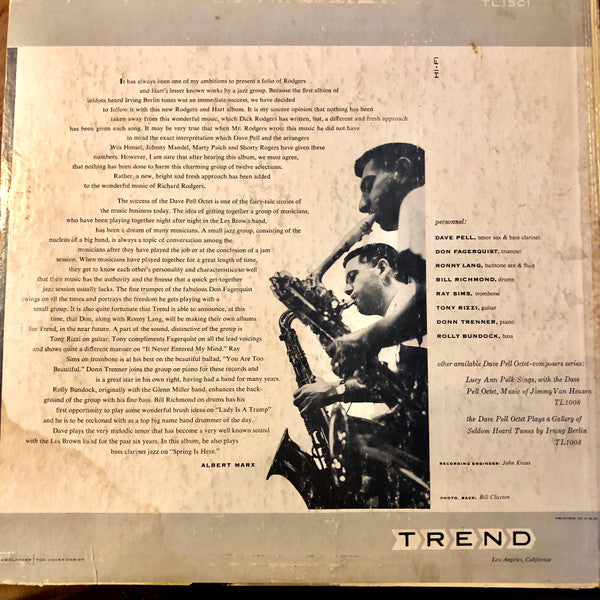 TL1501
HI-FI
It has always been one of my ambitions to present a folio of Rodgers
and Hart's lesser known works by a jazz group. Because the first album of
seldom heard Irving Berlin tunes was an immediate success, we have decided
to follow it with this new Rodgers and Hart album. It is my sincere opinion that nothing has been
taken away from this wonderful music, which Dick Rodgers has written, but, a different and fresh approach
has been given each song. It may be very true that when Mr. Rodgers wrote this music he did not have
in mind the exact interpretation which Dave Pell and the arrangers
Wes Hensel, Johnny Mandel, Marty Paich and Shorty Rogers have given these
numbers. However, I am sure that after hearing this album, we must agree,
that nothing has been done to harm this charming group of twelve selections.
Rather, a new, bright and fresh approach has been added
to the wonderful music of Richard Rodgers.
The success of the Dave Pell Octet is one of the fairy-tale stories of
the music business today. The idea of getting together a group of musicians,
who have been playing together night after night in the Les Brown band,
has been a dream of many musicians. A small jazz group, consisting of the
nucleus of a big band, is always a topic of conversation among the
musicians after they have played the job or at the conclusion of a jam
session. When musicians have played together for a great length of time,
they get to know each other's personality and characteristics so well
that their music has the authority and the finesse that a quick get-together
jazz session usually lacks. The fine trumpet of the fabulous Don Fagerquist
swings on all the tunes and portrays the freedom he gets playing with a
small group. It is also quite fortunate that Trend is able to announce, at this
time, that Don, along with Ronny Lang, will be making their own albums
for Trend, in the near future. A part of the sound, distinctive of the group is
Tony Rizzi on guitar. Tony compliments Fagerquist on all the lead voicings
and shows quite a different manner on "It Never Entered My Mind." Ray
Sims on trombone is at his best on the beautiful ballad, "You Are Too
Beautiful." Donn Trenner joins the group on piano for these records and
is a great star in his own right, having had a band for many years.
Rolly Bundock, originally with the Glenn Miller band, enhances the back-
ground of the group with his fine bass. Bill Richmond on drums has his
first opportunity to play some wonderful brush ideas on "Lady Is A Tramp"
and he is to be reckoned with as a top big name band drummer of the day.
Dave plays the very melodic tenor that has become a very well known sound
with the Les Brown band for the past six years. In this album, he also plays
bass clarinet jazz on "Spring Is Here."
ALBERT MARX
personnel:
DAVE PELL, tenor sax & bass clarinet
DON FAGERQUIST, trumpet
RONNY LANG, baritone sax & flute
BILL RICHMOND, drums
RAY SIMS, trombone
TONY RIZZI, guitar
DONN TRENNER, piano
ROLLY BUNDOCK, bass
other available Dave Pell Octet-composers series:
Lucy Ann Polk Sings, with the Dave
Pell Octet, Music of Jimmy Van Heusen
TL1008
the Dave Pell Octet Plays a Gallery of
Seldom Heard Tunes by Irving Berlin
TL1003
RECORDING ENGINEER: John Kraus
PHOTO, BACK: Bill Claxton
PRINTED IN U.S.A.
TREND
Los Angeles, California
FOR: COVER DESIGN